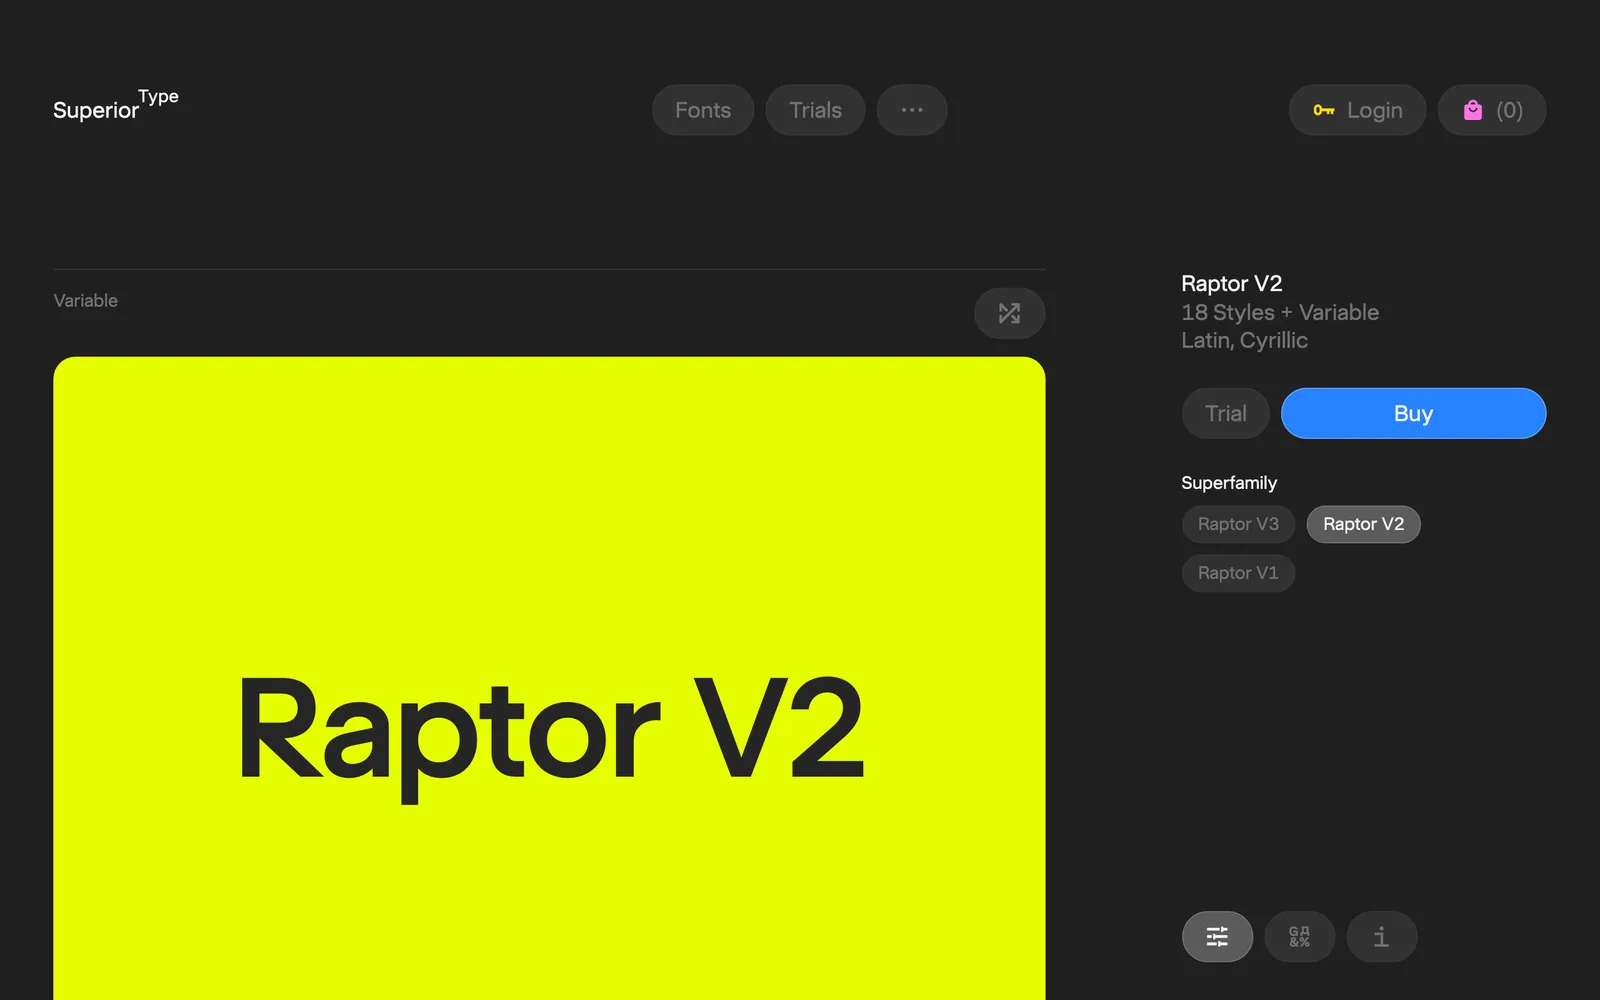 Superior Type
Fonts
Trials
...
Login
(0)
Variable
Raptor V2
Raptor V2
18 Styles + Variable
Latin, Cyrillic
Trial
Buy
Superfamily
Raptor V3
Raptor V2
Raptor V1
GД
&%
i